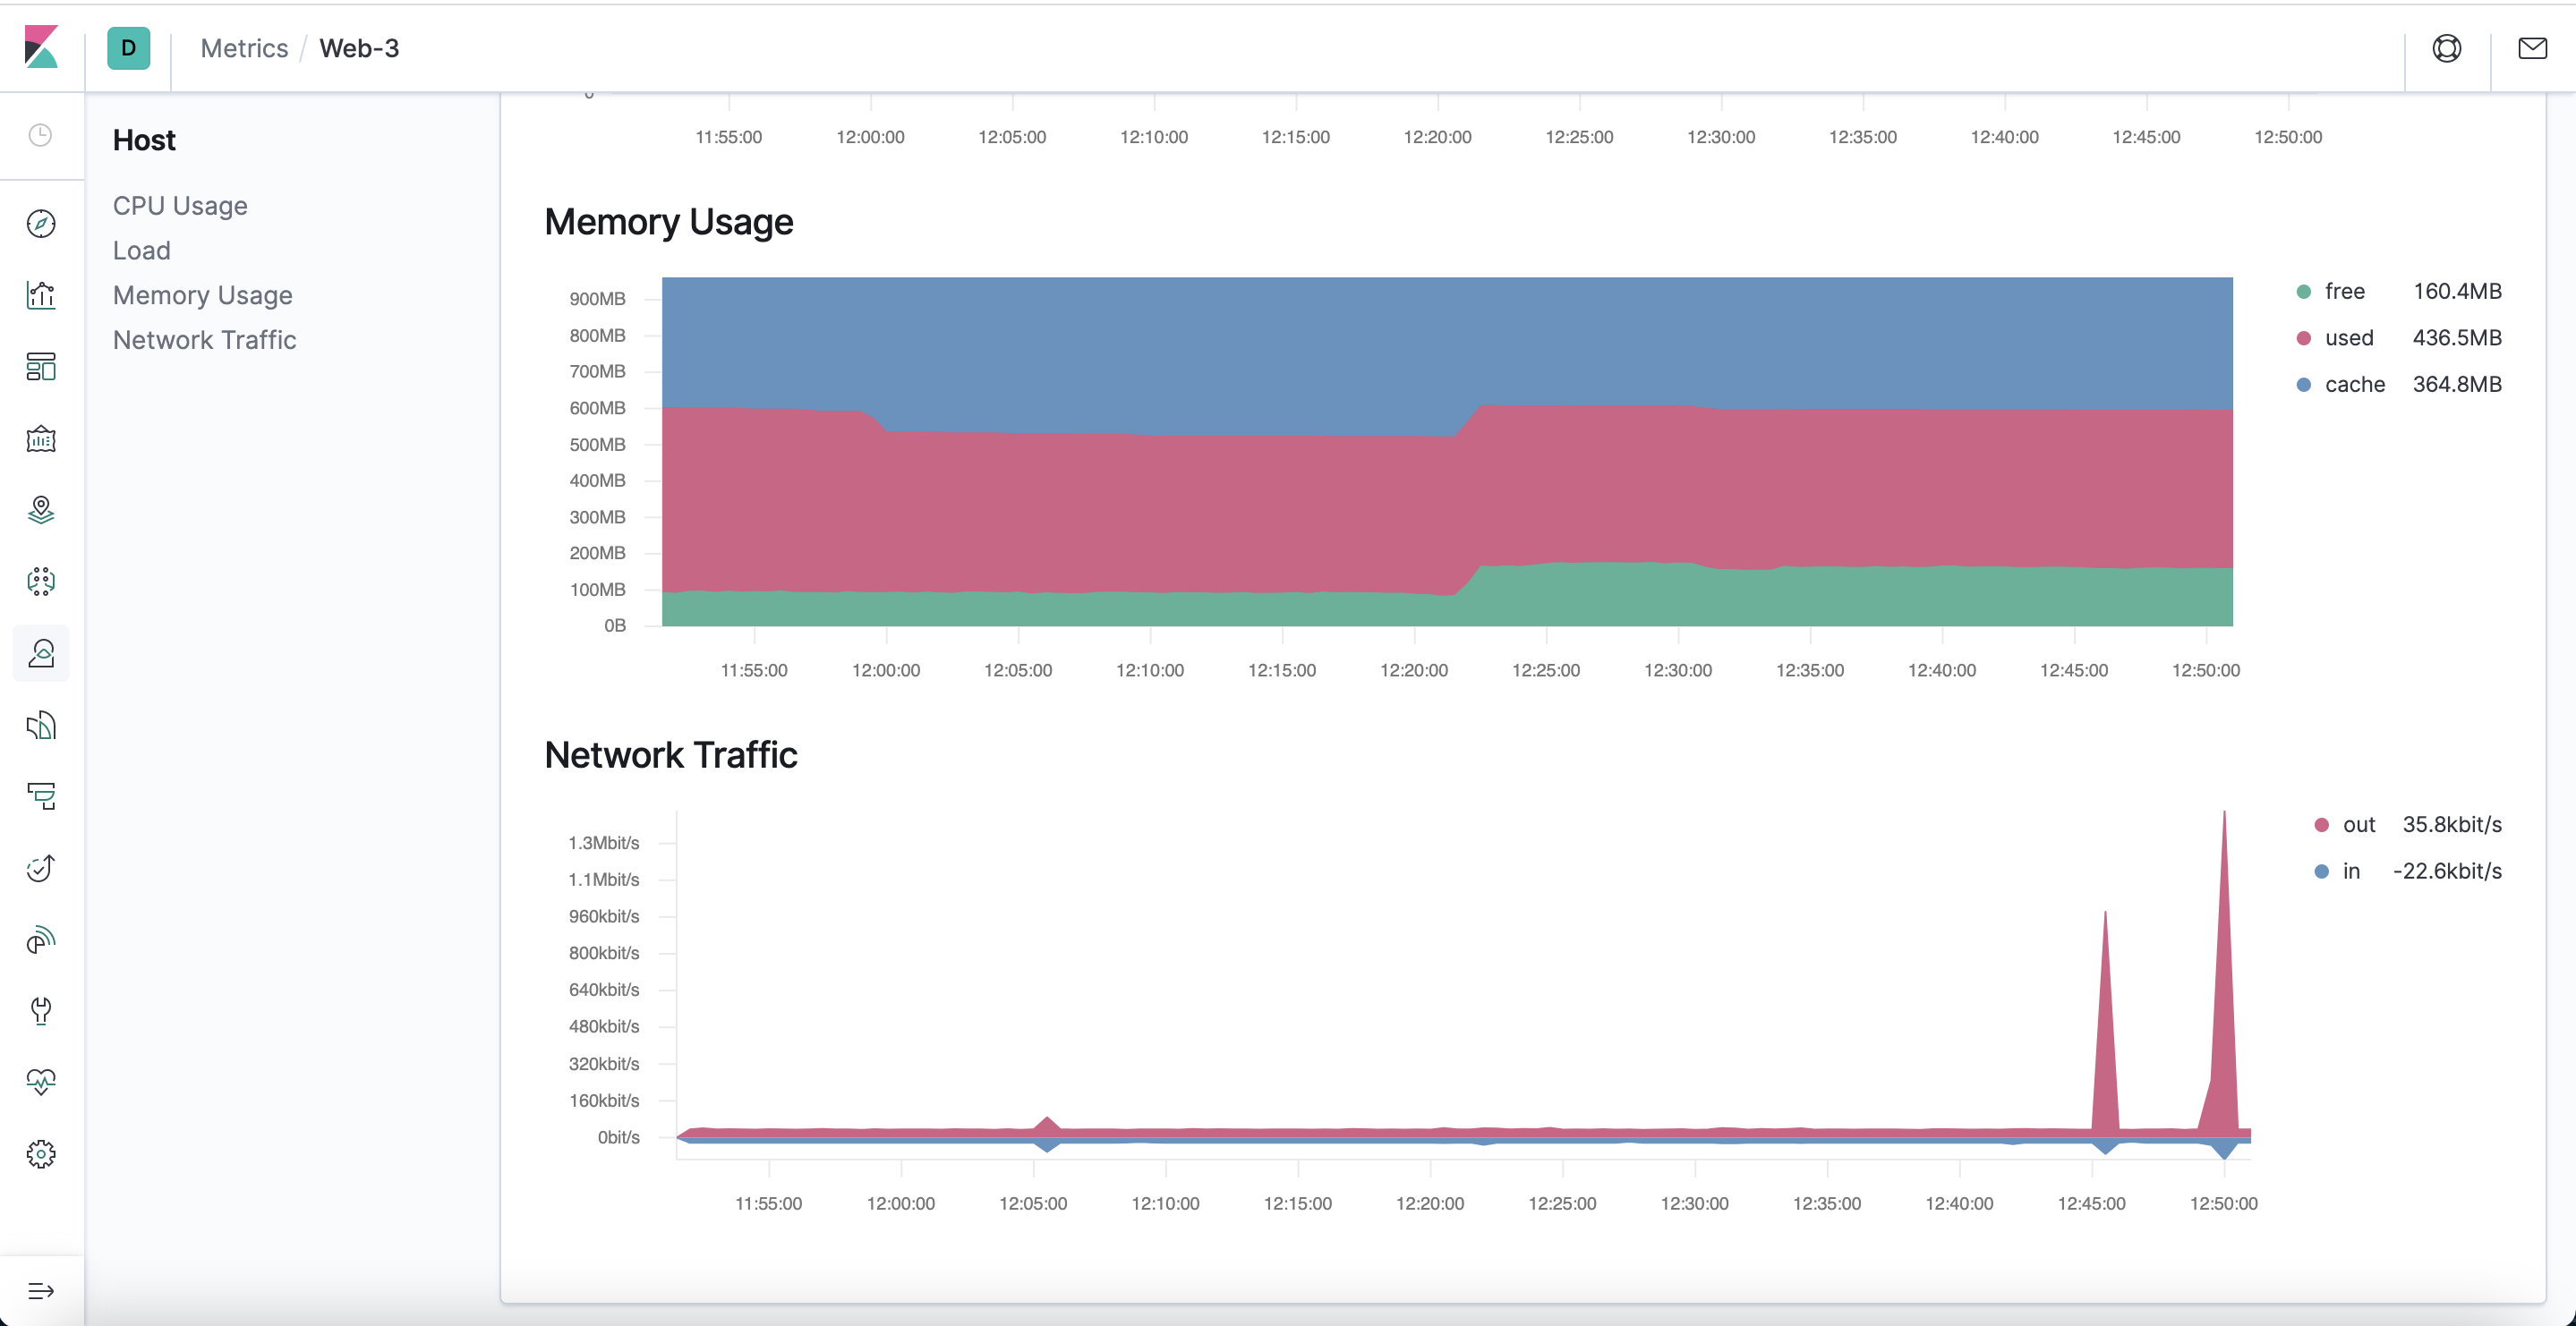 D
Metrics / Web-3
Host
CPU Usage
Load
Memory Usage
Network Traffic
0
11:55:00 12:00:00 12:05:00 12:10:00 12:15:00 12:20:00 12:25:00 12:30:00 12:35:00 12:40:00 12:45:00 12:50:00
Memory Usage
900MB
800MB
700MB
600MB
500MB
400MB
300MB
200MB
100MB
0B
11:55:00 12:00:00 12:05:00 12:10:00 12:15:00 12:20:00 12:25:00 12:30:00 12:35:00 12:40:00 12:45:00 12:50:00
free 160.4MB
used 436.5MB
cache 364.8MB
Network Traffic
1.3Mbit/s
1.1Mbit/s
960kbit/s
800kbit/s
640kbit/s
480kbit/s
320kbit/s
160kbit/s
0bit/s
11:55:00 12:00:00 12:05:00 12:10:00 12:15:00 12:20:00 12:25:00 12:30:00 12:35:00 12:40:00 12:45:00 12:50:00
out 35.8kbit/s
in -22.6kbit/s